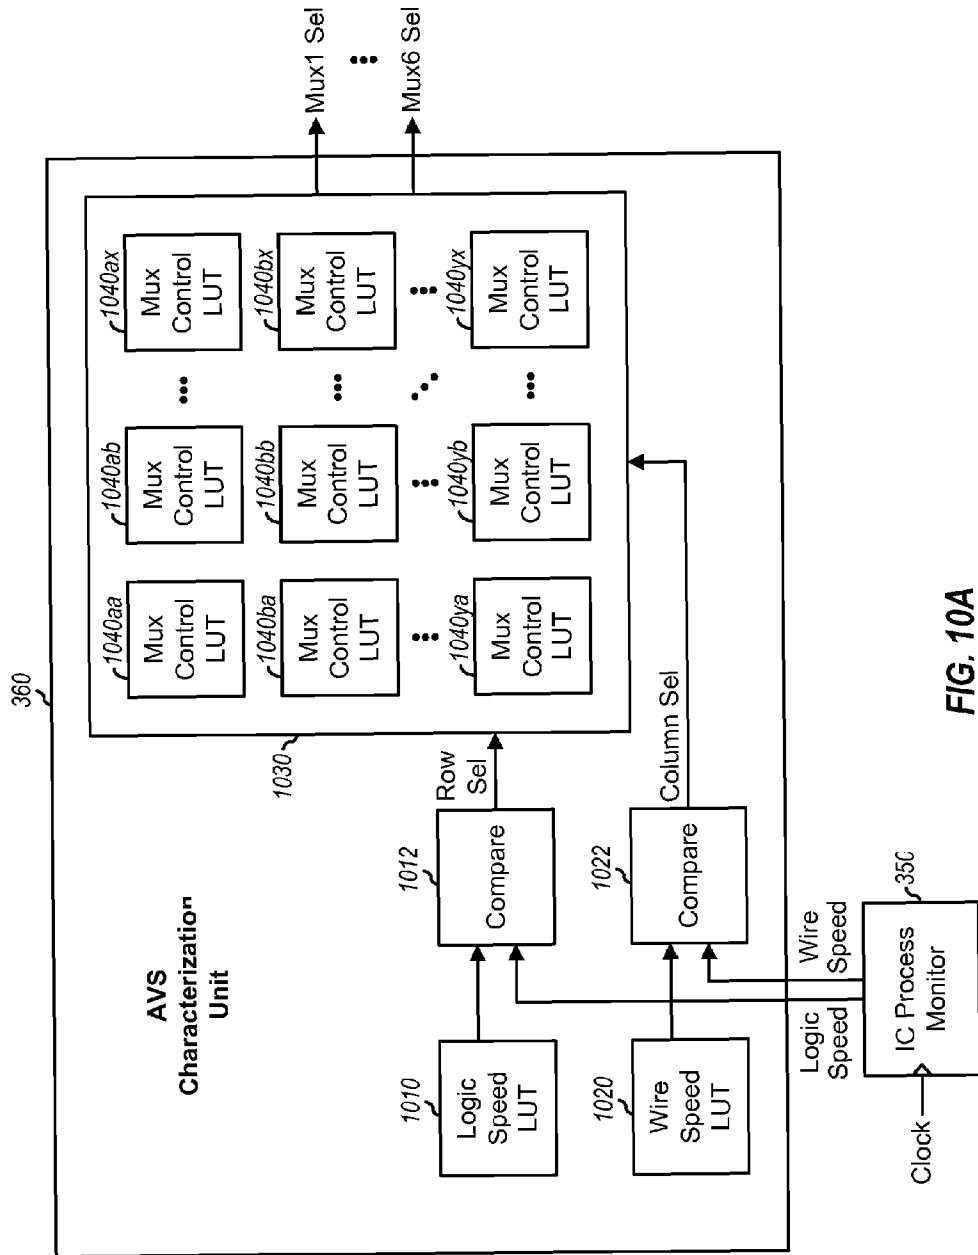 360
AVS
Characterization
Unit
1010
Logic
Speed
LUT
1012
Compare
Row
Sel
1020
Wire
Speed
LUT
1022
Compare
Column Sel
1030
1040aa
Mux
Control
LUT
1040ab
Mux
Control
LUT
•••
1040ax
Mux
Control
LUT
1040ba
Mux
Control
LUT
1040bb
Mux
Control
LUT
•••
1040bx
Mux
Control
LUT
•••
•••
•••
•••
1040ya
Mux
Control
LUT
1040yb
Mux
Control
LUT
•••
1040yx
Mux
Control
LUT
Mux1 Sel
•••
Mux6 Sel
Logic
Speed
Wire
Speed
350
Clock
IC Process
Monitor
FIG. 10A